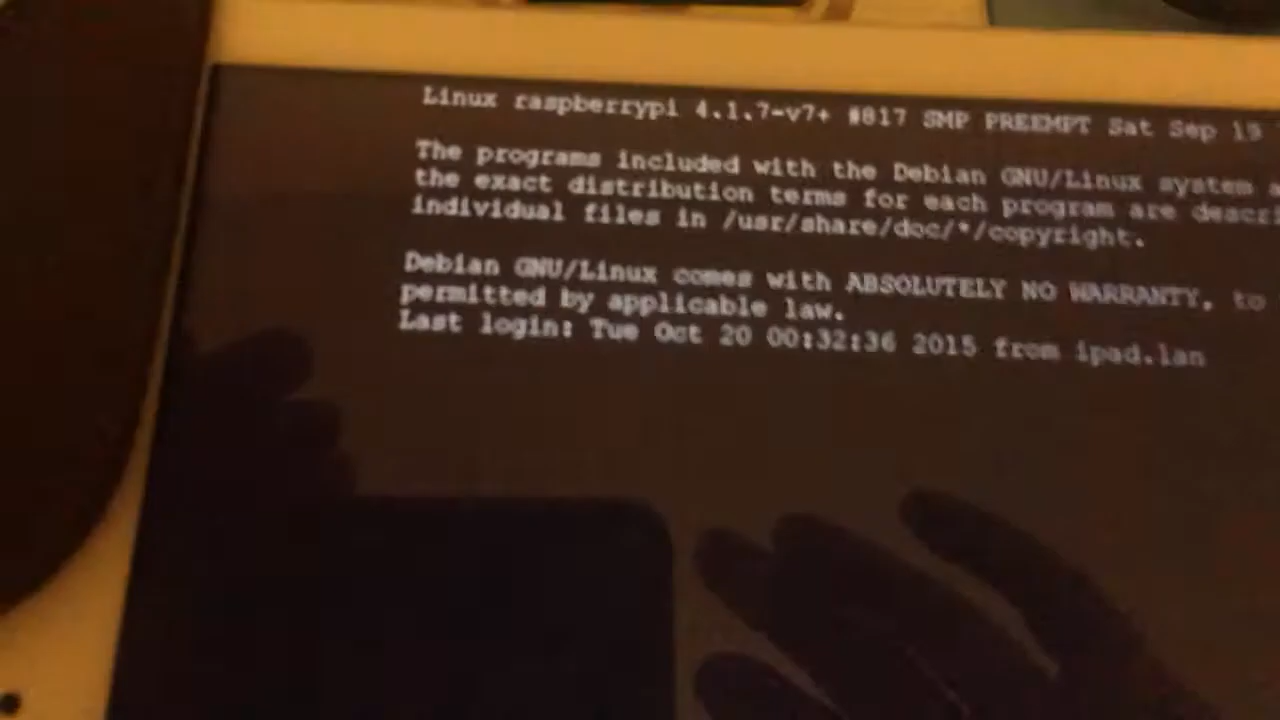 Linux raspberrypi 4.1.7-v7+ #817 SMP PREEMPT Sat Sep 19
The programs included with the Debian GNU/Linux system
the exact distribution terms for each program are descri
individual files in /usr/share/doc/*/copyright.
Debian GNU/Linux comes with ABSOLUTELY NO WARRANTY, to
permitted by applicable law.
Last login: Tue Oct 20 00:32:36 2015 from ipad.lan